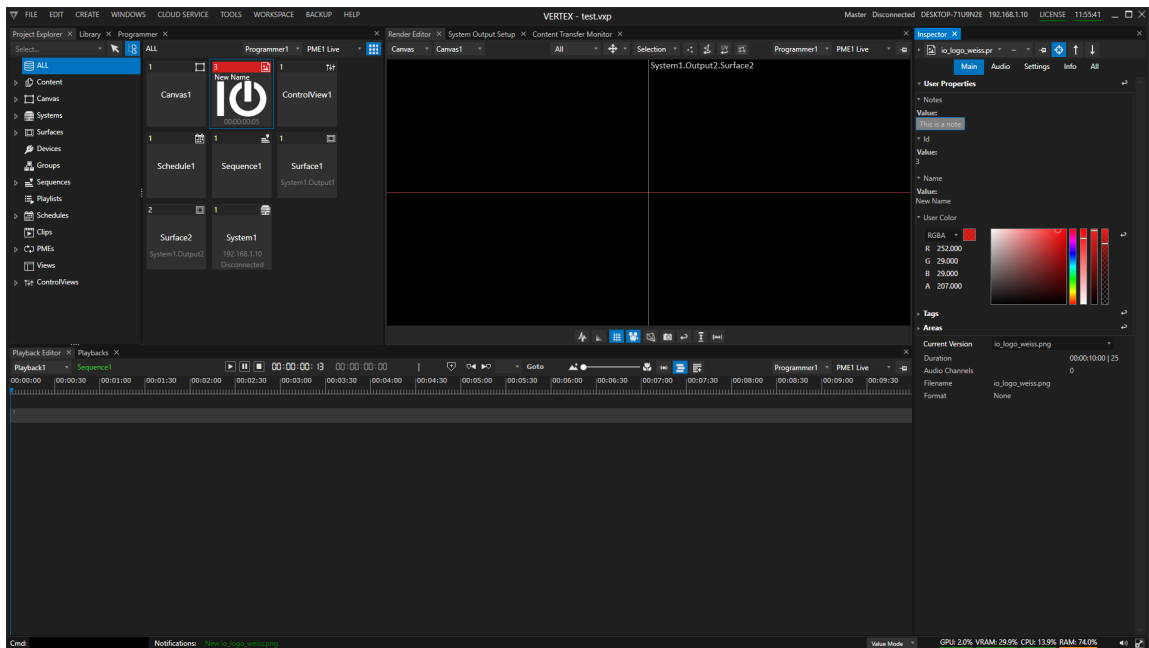 FILE EDIT CREATE WINDOWS CLOUD SERVICE TOOLS WORKSPACE BACKUP HELP VERTEX - test.vxp Master Disconnected DESKTOP-71U9N2E 192.168.1.10 LICENSE 11:55:41
Project Explorer Library Programmer
Select...
ALL
Programmer1 PME1 Live
ALL
Content
Canvas
Systems
Surfaces
Devices
Groups
Sequences
Playlists
Schedules
Clips
PMEs
Views
ControlViews
1
Canvas1
3
New Name
00:00:00:05
1
ControlView1
1
Schedule1
1
Sequence1
1
Surface1
System1.Output1
2
Surface2
System1.Output2
1
System1
192.168.1.10
Disconnected
Render Editor System Output Setup Content Transfer Monitor
Canvas Canvas1 All Selection UV Programmer1 PME1 Live
System1.Output2.Surface2
Inspector
io_logo_weiss.pr
Main Audio Settings Info All
User Properties
Notes
Value:
This is a note
Id
Value:
3
Name
Value:
New Name
User Color
RGBA
R 252.000
G 29.000
B 29.000
A 207.000
Tags
Areas
Current Version io_logo_weiss.png
Duration 00:00:10:00 | 25
Audio Channels 0
Filename io_logo_weiss.png
Format None
Playback Editor Playbacks
Playback1 Sequence1 00:00:00:13 00:00:00:00 Goto Programmer1 PME1 Live
00:00:00 00:00:30 00:01:00 00:01:30 00:02:00 00:02:30 00:03:00 00:03:30 00:04:00 00:04:30 00:05:00 00:05:30 00:06:00 00:06:30 00:07:00 00:07:30 00:08:00 00:08:30 00:09:00 00:09:30
1
Cmd: Notifications: New io_logo_weiss.png Value Mode GPU: 2.0% VRAM: 29.9% CPU: 13.9% RAM: 74.0%